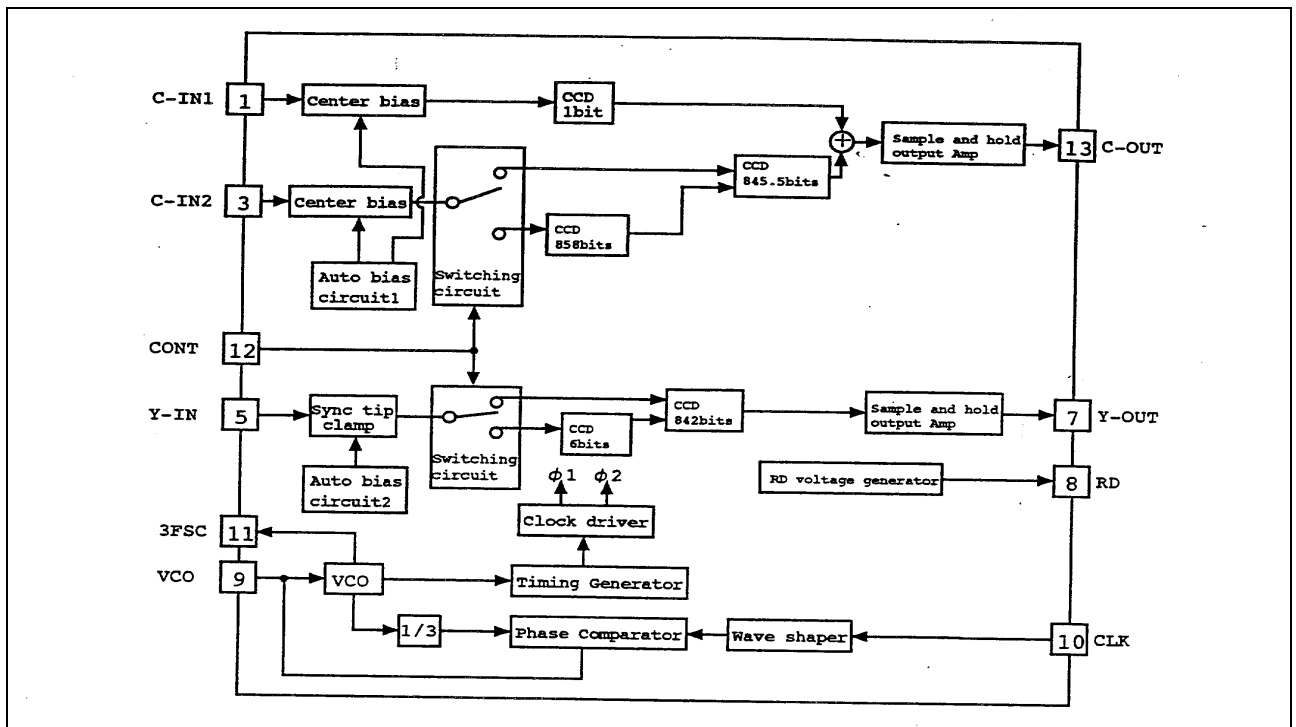 C-IN1
1
Center bias
CCD
1bit
Sample and hold
output Amp
13
C-OUT
C-IN2
3
Center bias
CCD
845.5bits
CCD
858bits
Auto bias
circuit1
Switching
circuit
CONT
12
Y-IN
5
Sync tip
clamp
CCD
842bits
CCD
6bits
Sample and hold
output Amp
7
Y-OUT
Switching
circuit
Auto bias
circuit2
ϕ1
ϕ2
RD voltage generator
8
RD
Clock driver
3FSC
11
VCO
9
VCO
Timing Generator
1/3
Phase Comparator
Wave shaper
10
CLK